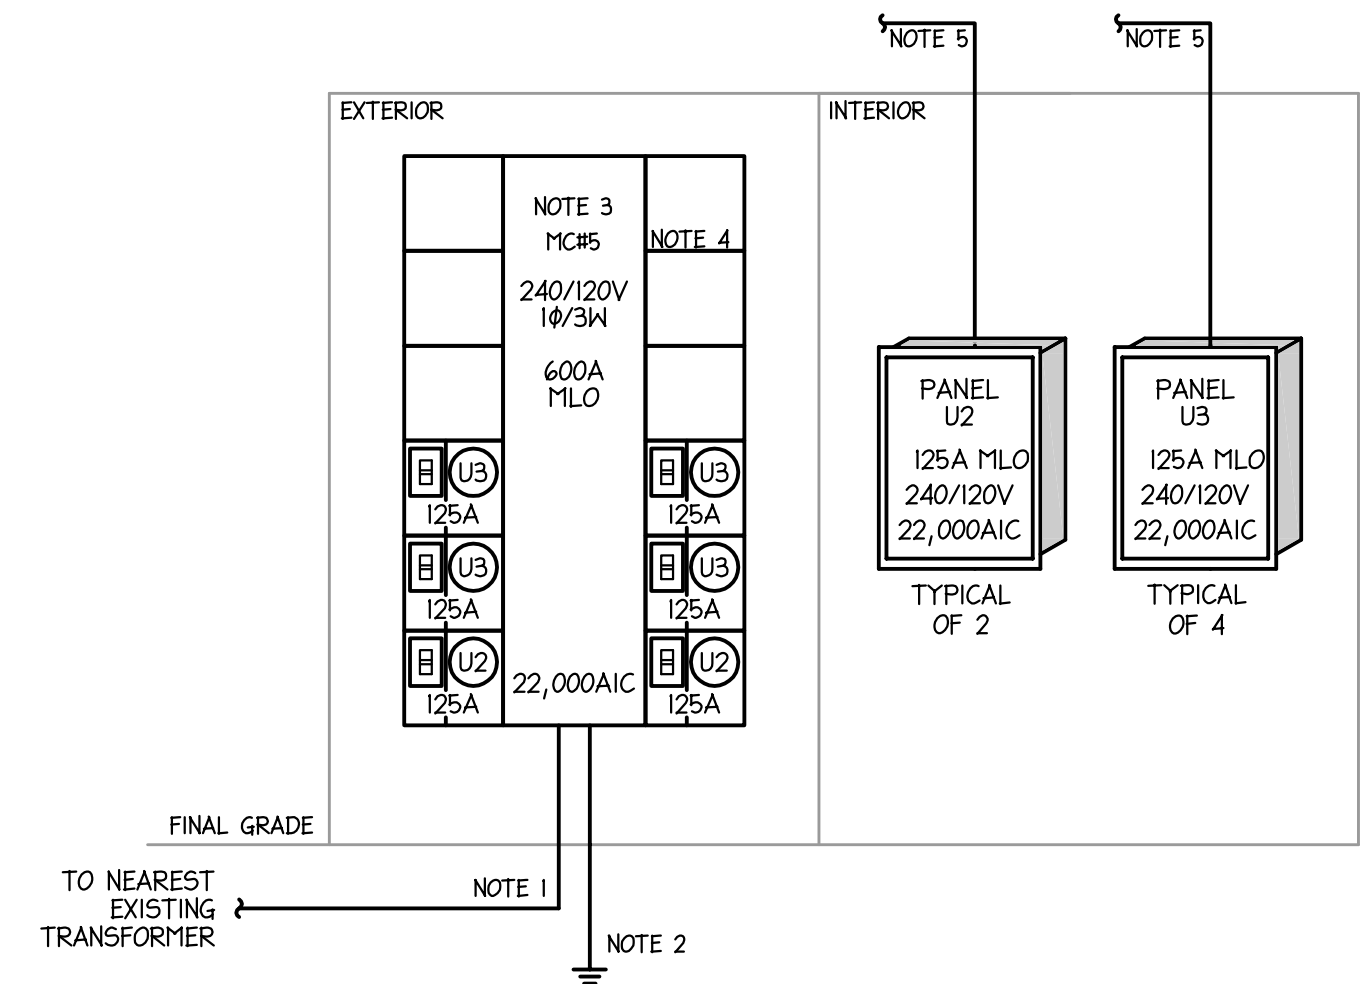 NOTE 5
NOTE 5
EXTERIOR
INTERIOR
NOTE 3
MC#5
NOTE 4
240/120V
1ϕ/3W
600A
MLO
U3
125A
U3
125A
U3
125A
U3
125A
U2
125A
22,000AIC
U2
125A
PANEL
U2
125A MLO
240/120V
22,000AIC
TYPICAL
OF 2
PANEL
U3
125A MLO
240/120V
22,000AIC
TYPICAL
OF 4
FINAL GRADE
TO NEAREST
EXISTING
TRANSFORMER
NOTE 1
NOTE 2